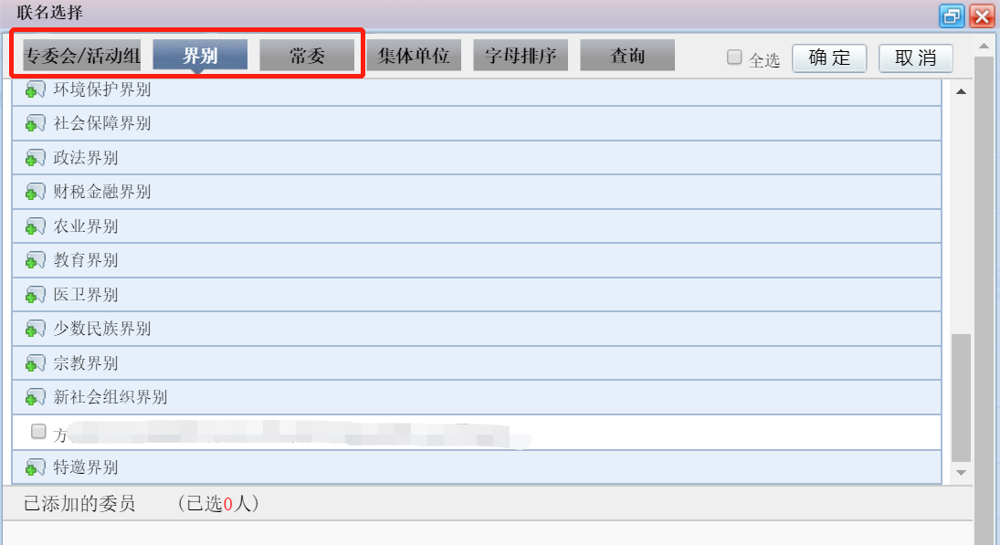 联名选择
专委会/活动组 界别 常委 集体单位 字母排序 查询 全选 确定 取消
环境保护界别
社会保障界别
政法界别
财税金融界别
农业界别
教育界别
医卫界别
少数民族界别
宗教界别
新社会组织界别
方
特邀界别
已添加的委员 （已选0人）